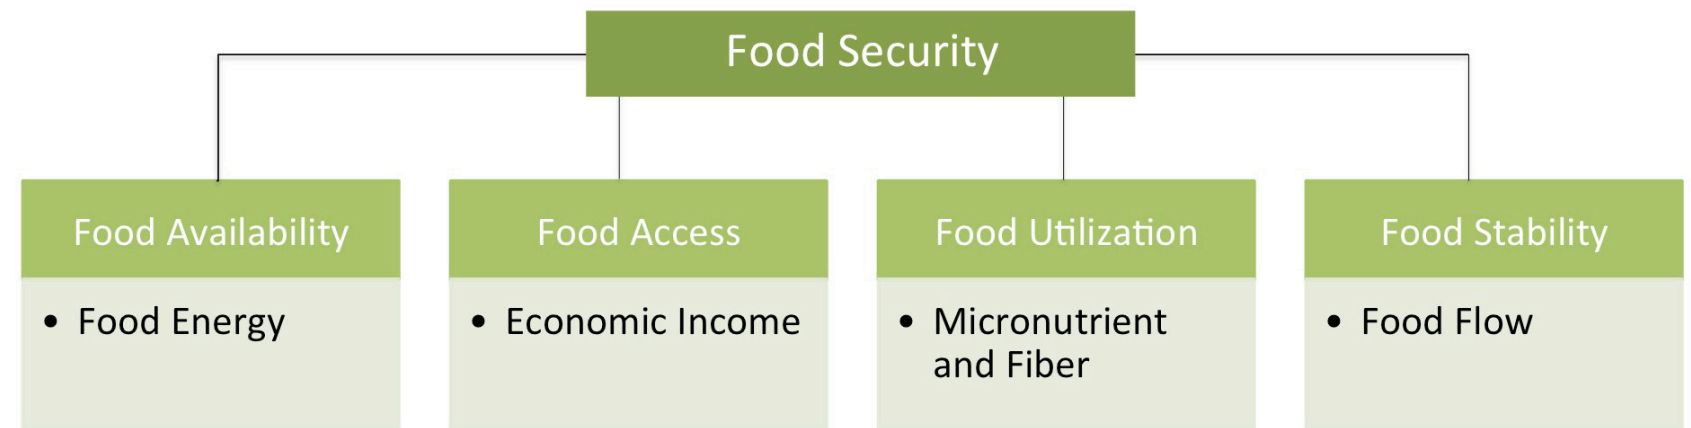 Food Security
Food Availability
• Food Energy
Food Access
• Economic Income
Food Utilization
• Micronutrient
and Fiber
Food Stability
• Food Flow